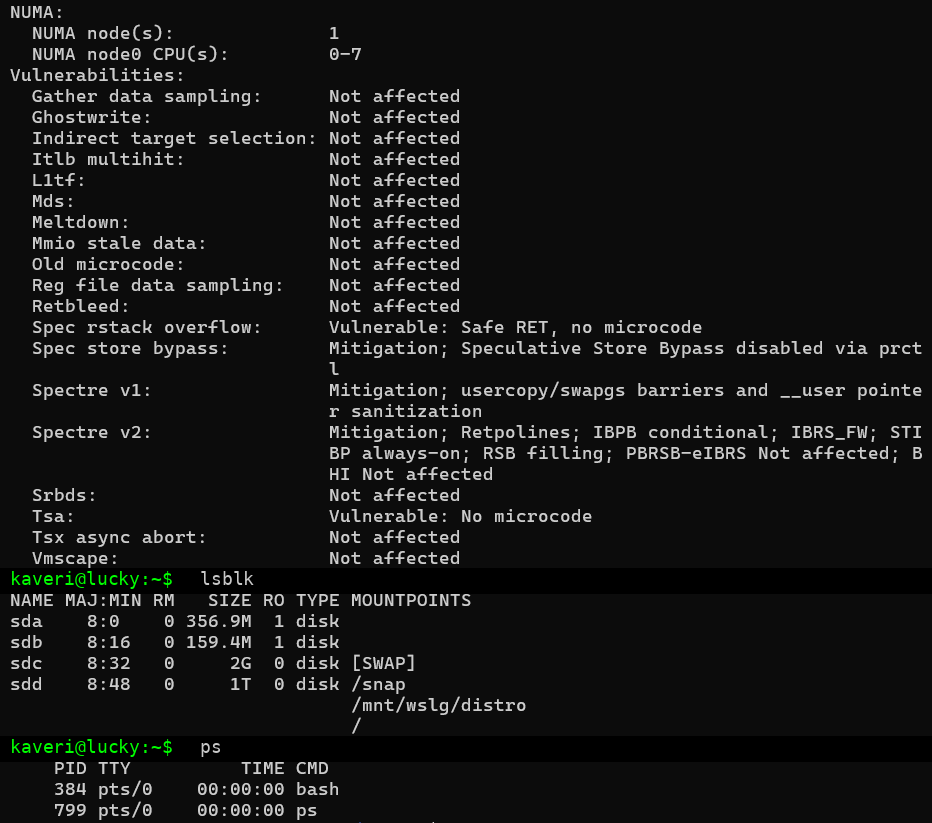 NUMA:
  NUMA node(s):              1
  NUMA node0 CPU(s):         0-7
Vulnerabilities:
  Gather data sampling:      Not affected
  Ghostwrite:                Not affected
  Indirect target selection: Not affected
  Itlb multihit:             Not affected
  L1tf:                      Not affected
  Mds:                       Not affected
  Meltdown:                  Not affected
  Mmio stale data:           Not affected
  Old microcode:             Not affected
  Reg file data sampling:    Not affected
  Retbleed:                  Not affected
  Spec rstack overflow:      Vulnerable: Safe RET, no microcode
  Spec store bypass:         Mitigation; Speculative Store Bypass disabled via prct
                             l
  Spectre v1:                Mitigation; usercopy/swapgs barriers and __user pointe
                             r sanitization
  Spectre v2:                Mitigation; Retpolines; IBPB conditional; IBRS_FW; STI
                             BP always-on; RSB filling; PBRSB-eIBRS Not affected; B
                             HI Not affected
  Srbds:                     Not affected
  Tsa:                       Vulnerable: No microcode
  Tsx async abort:           Not affected
  Vmscape:                   Not affected
kaveri@lucky:~$  lsblk
NAME MAJ:MIN RM   SIZE RO TYPE MOUNTPOINTS
sda    8:0    0 356.9M  1 disk
sdb    8:16   0 159.4M  1 disk
sdc    8:32   0     2G  0 disk [SWAP]
sdd    8:48   0     1T  0 disk /snap
                               /mnt/wslg/distro
                               /
kaveri@lucky:~$  ps
    PID TTY          TIME CMD
    384 pts/0    00:00:00 bash
    799 pts/0    00:00:00 ps